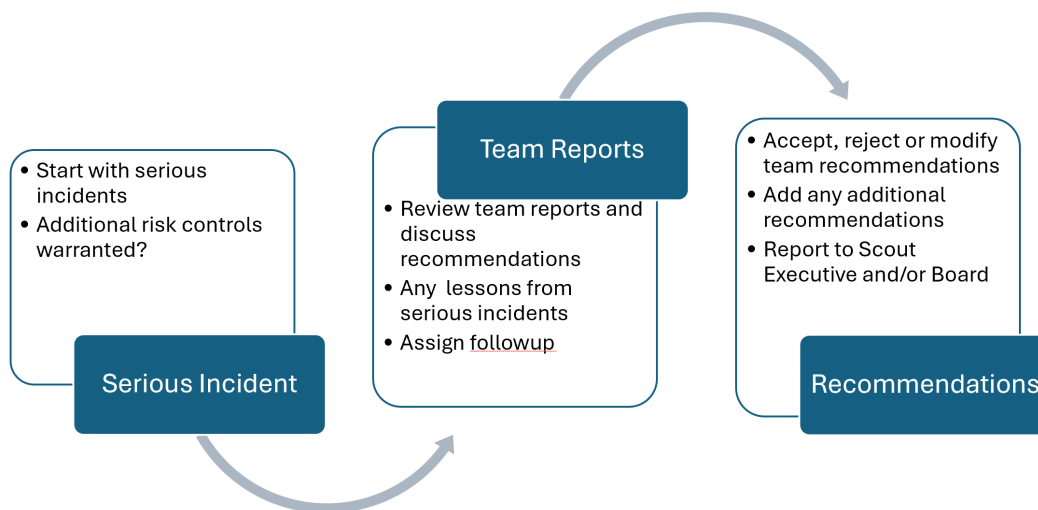 • Start with serious
incidents
• Additional risk controls
warranted?
Serious Incident
Team Reports
• Review team reports and
discuss
recommendations
• Any  lessons from
serious incidents
• Assign followup
• Accept, reject or modify
team recommendations
• Add any additional
recommendations
• Report to Scout
Executive and/or Board
Recommendations